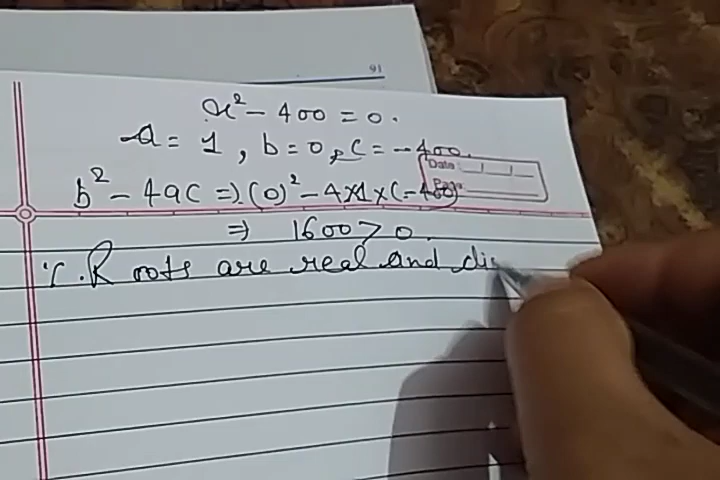 91
x² - 400 = 0.
a = 1, b = 0, c = -400.
Date
Page
b² - 4ac ⇒ (0)² - 4×1×(-400)
⇒ 1600 > 0.
∴ Roots are real and dis